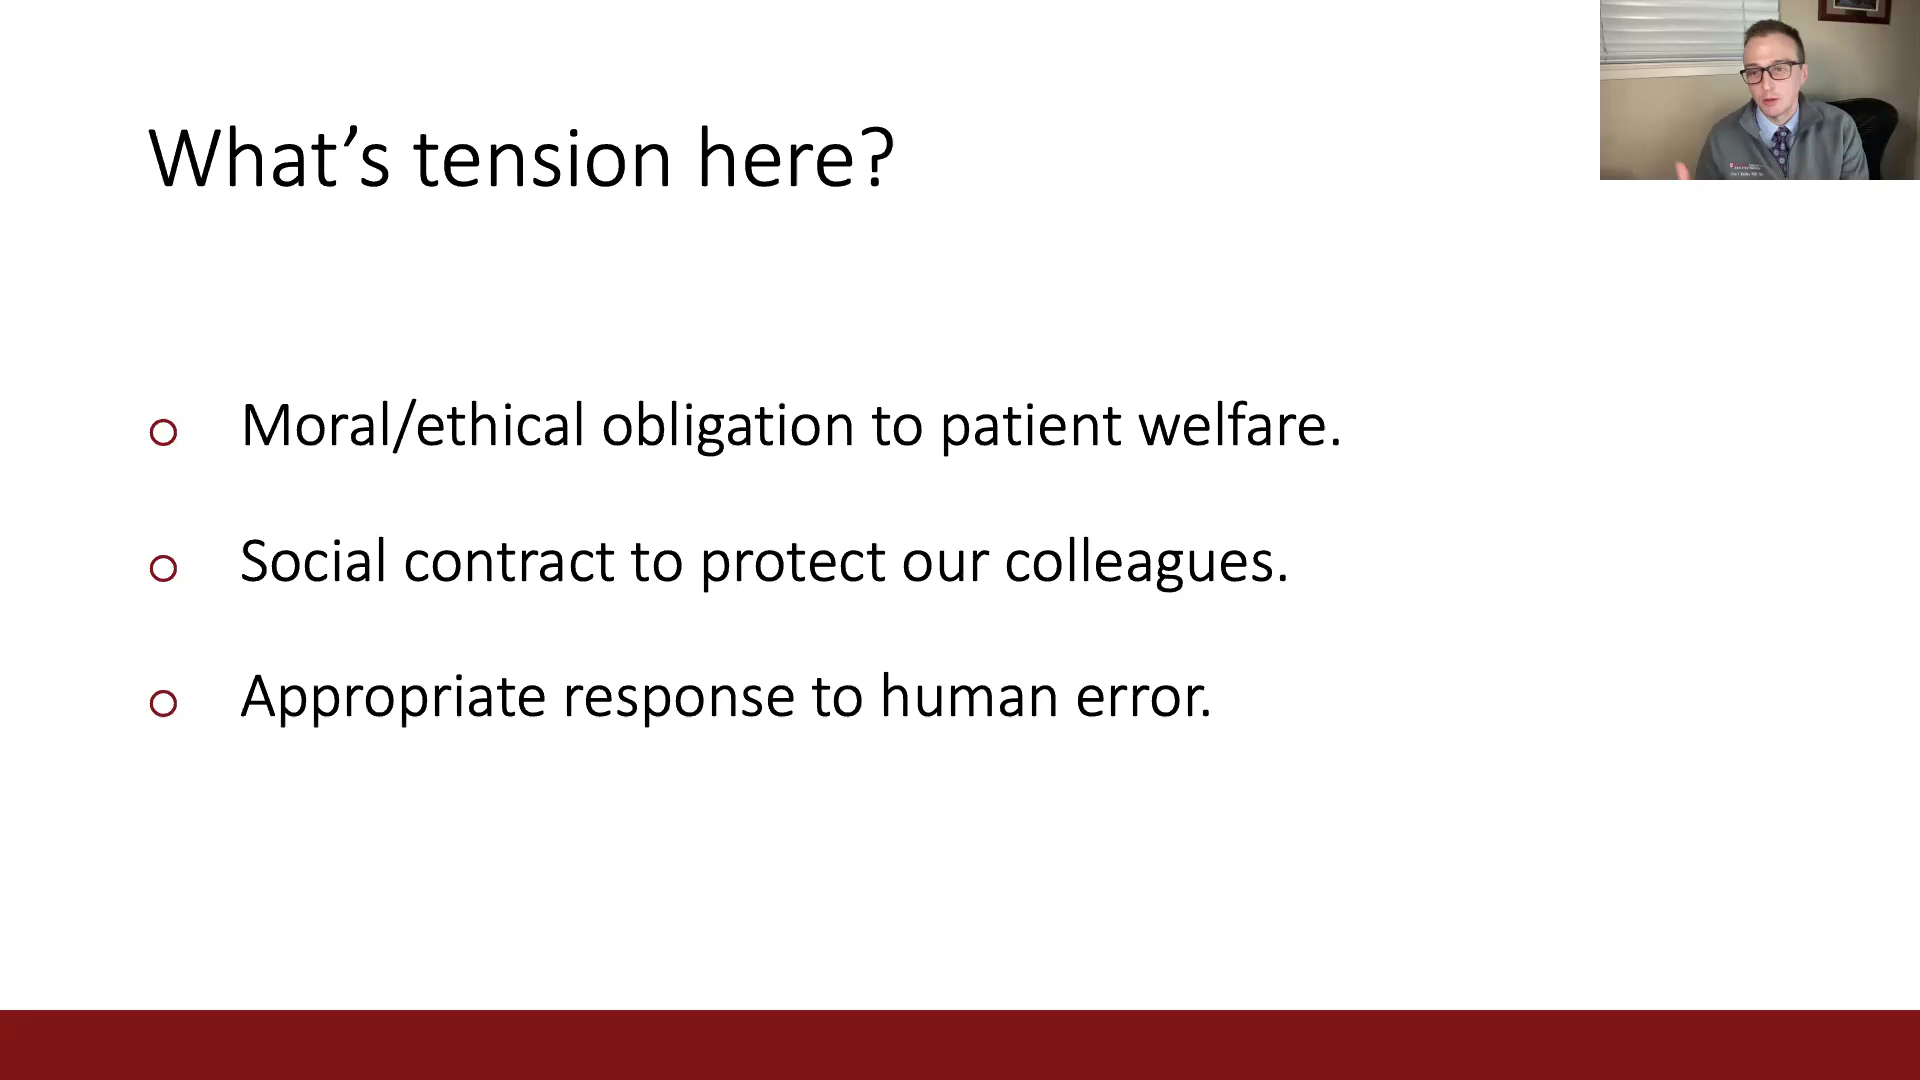 What’s tension here?
Moral/ethical obligation to patient welfare.
Social contract to protect our colleagues.
Appropriate response to human error.